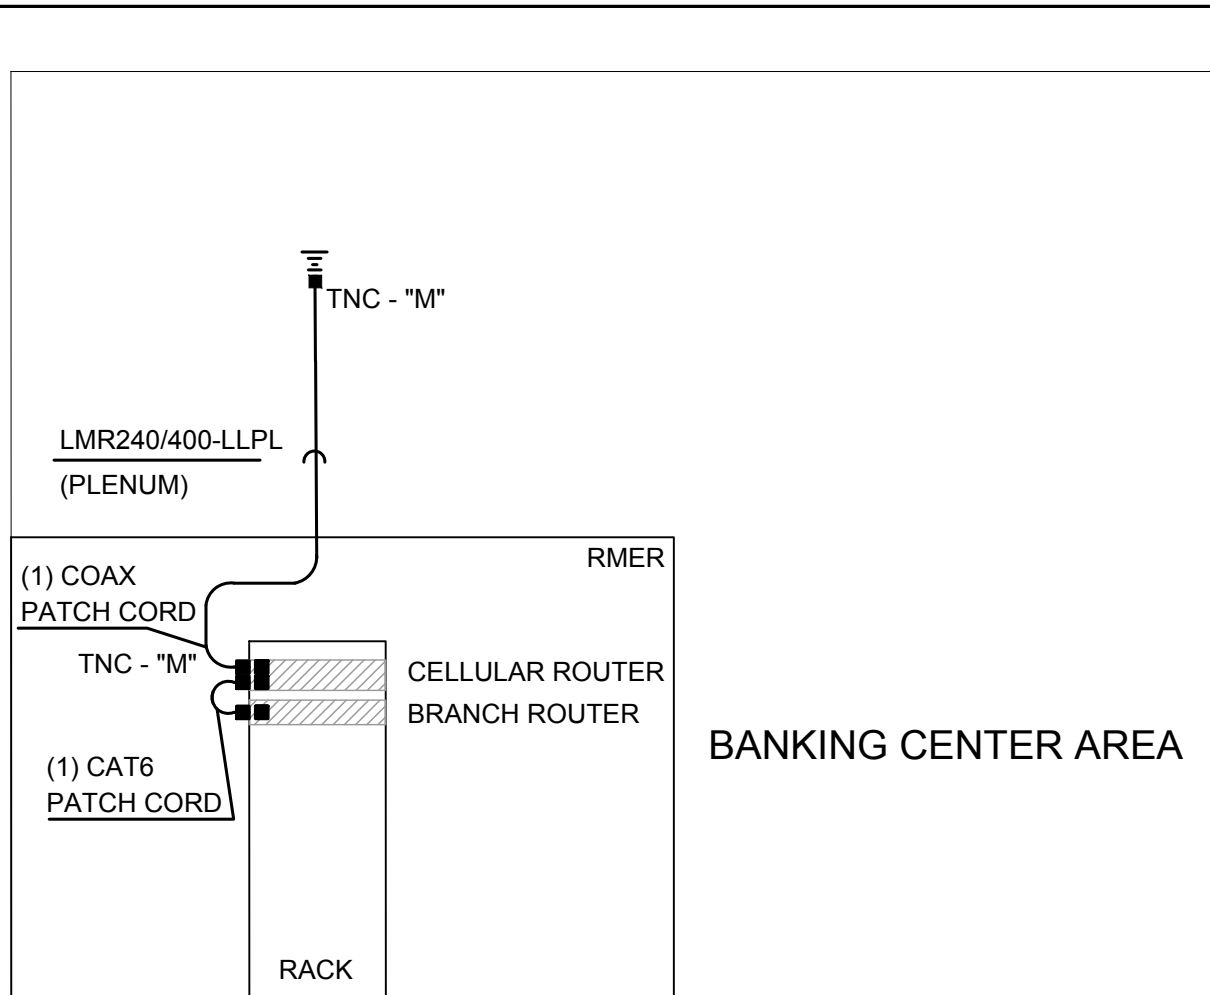 TNC - "M"
LMR240/400-LLPL
(PLENUM)
RMER
(1) COAX
PATCH CORD
TNC - "M"
CELLULAR ROUTER
BRANCH ROUTER
BANKING CENTER AREA
(1) CAT6
PATCH CORD
RACK